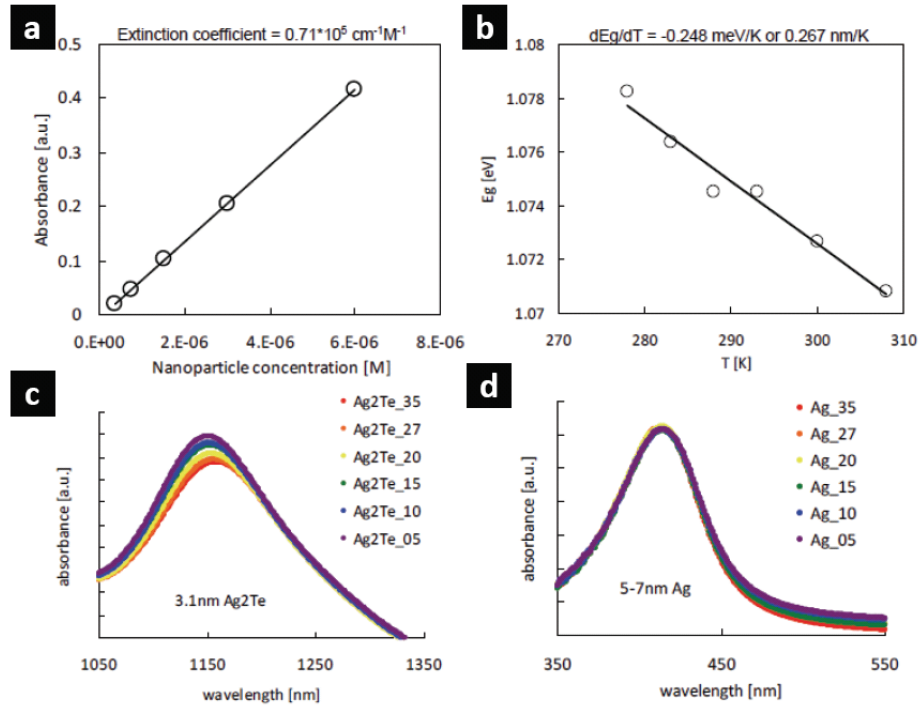 a
Extinction coefficient = 0.71*10⁵ cm⁻¹M⁻¹
0.5
0.4
0.3
0.2
0.1
0
Absorbance [a.u.]
0.E+00 2.E-06 4.E-06 6.E-06 8.E-06
Nanoparticle concentration [M]
b
dEg/dT = -0.248 meV/K or 0.267 nm/K
1.08
1.078
1.076
1.074
1.072
1.07
Eg [eV]
270 280 290 300 310
T [K]
c
Ag2Te_35
Ag2Te_27
Ag2Te_20
Ag2Te_15
Ag2Te_10
Ag2Te_05
absorbance [a.u.]
3.1nm Ag2Te
1050 1150 1250 1350
wavelength [nm]
d
Ag_35
Ag_27
Ag_20
Ag_15
Ag_10
Ag_05
absorbance [a.u.]
5-7nm Ag
350 450 550
wavelength [nm]